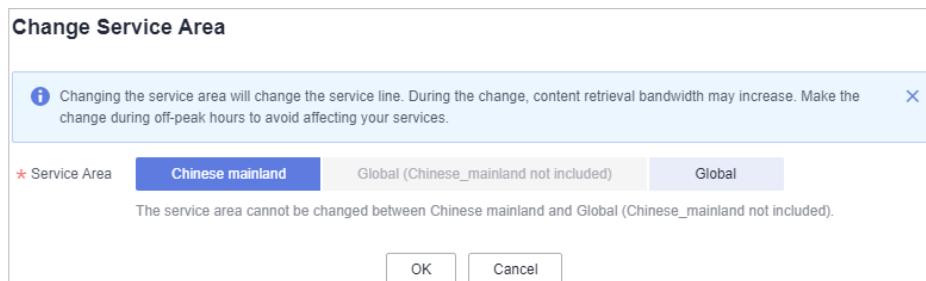 Change Service Area
Changing the service area will change the service line. During the change, content retrieval bandwidth may increase. Make the
change during off-peak hours to avoid affecting your services.
* Service Area Chinese mainland Global (Chinese_mainland not included) Global
The service area cannot be changed between Chinese mainland and Global (Chinese_mainland not included).
OK Cancel